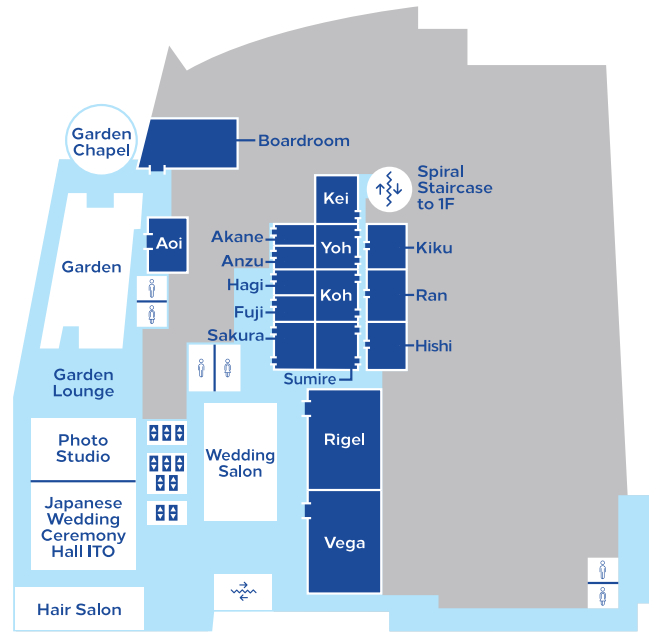 Garden
Chapel
Boardroom
Spiral
Staircase
to 1F
Kei
Aoi
Akane
Yoh
Kiku
Anzu
Garden
Hagi
Koh
Ran
Fuji
Sakura
Hishi
Garden
Lounge
Sumire
Photo
Studio
Wedding
Salon
Rigel
Japanese
Wedding
Ceremony
Hall ITO
Vega
Hair Salon